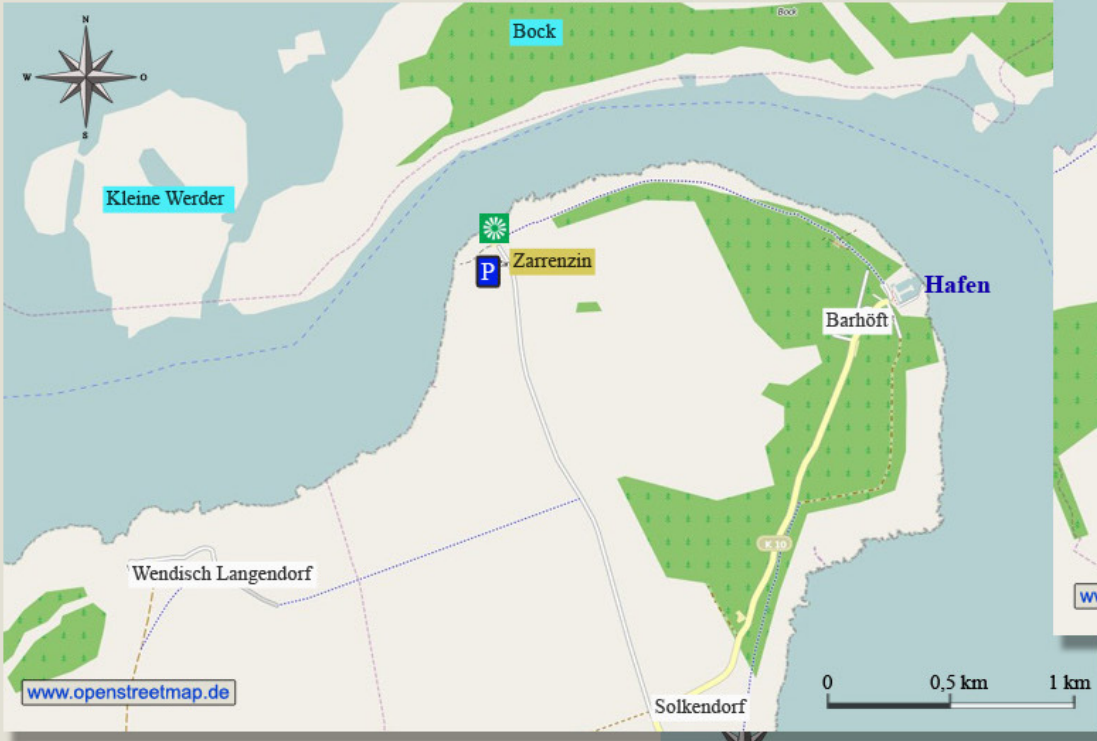 N
W
O
S
Bock
Bock
Kleine Werder
P
Zarrenzin
Hafen
Barhöft
K 10
Wendisch Langendorf
www.openstreetmap.de
Solkendorf
0 0,5 km 1 km